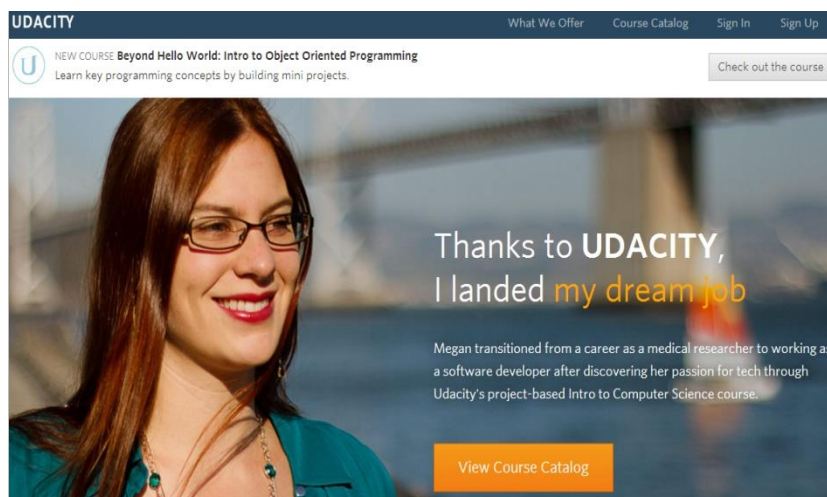 UDACITY
What We Offer
Course Catalog
Sign In
Sign Up
U
NEW COURSE Beyond Hello World: Intro to Object Oriented Programming
Learn key programming concepts by building mini projects.
Check out the course
Thanks to UDACITY,
I landed my dream job
Megan transitioned from a career as a medical researcher to working as
a software developer after discovering her passion for tech through
Udacity's project-based Intro to Computer Science course.
View Course Catalog